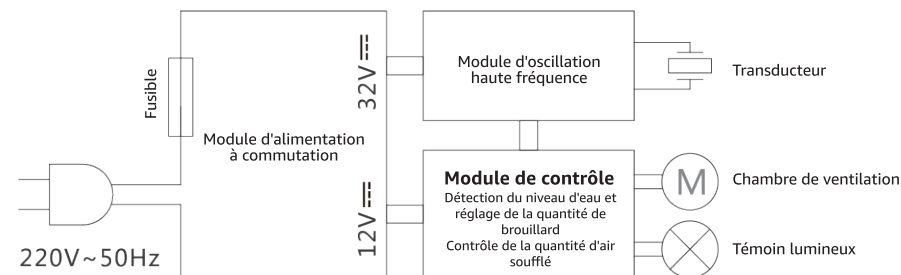 Fusible
Module d'alimentation
à commutation
220V~50Hz
32V
12V
Module d'oscillation
haute fréquence
Transducteur
Module de contrôle
Détection du niveau d'eau et
réglage de la quantité de
brouillard
Contrôle de la quantité d'air
soufflé
M
Chambre de ventilation
Témoin lumineux